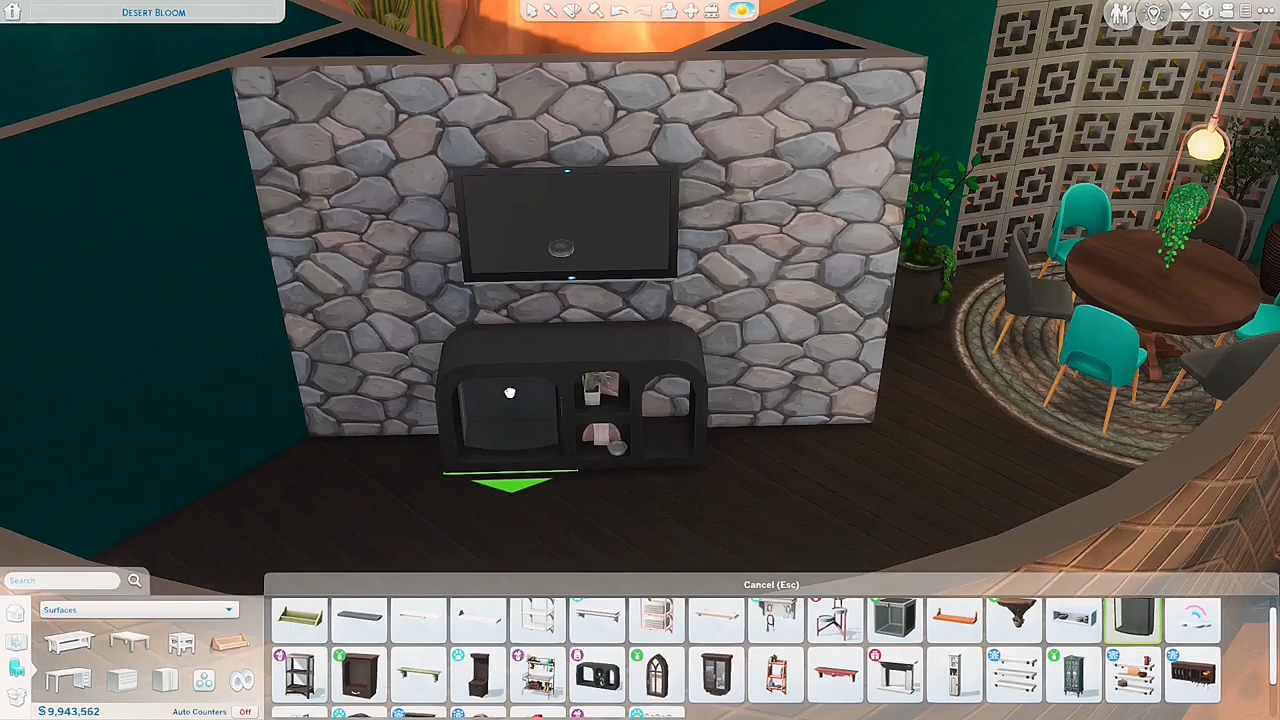 DESERT BLOOM
Cancel (Esc)
Search
Surfaces
$9,943,562
Auto Counters
Off